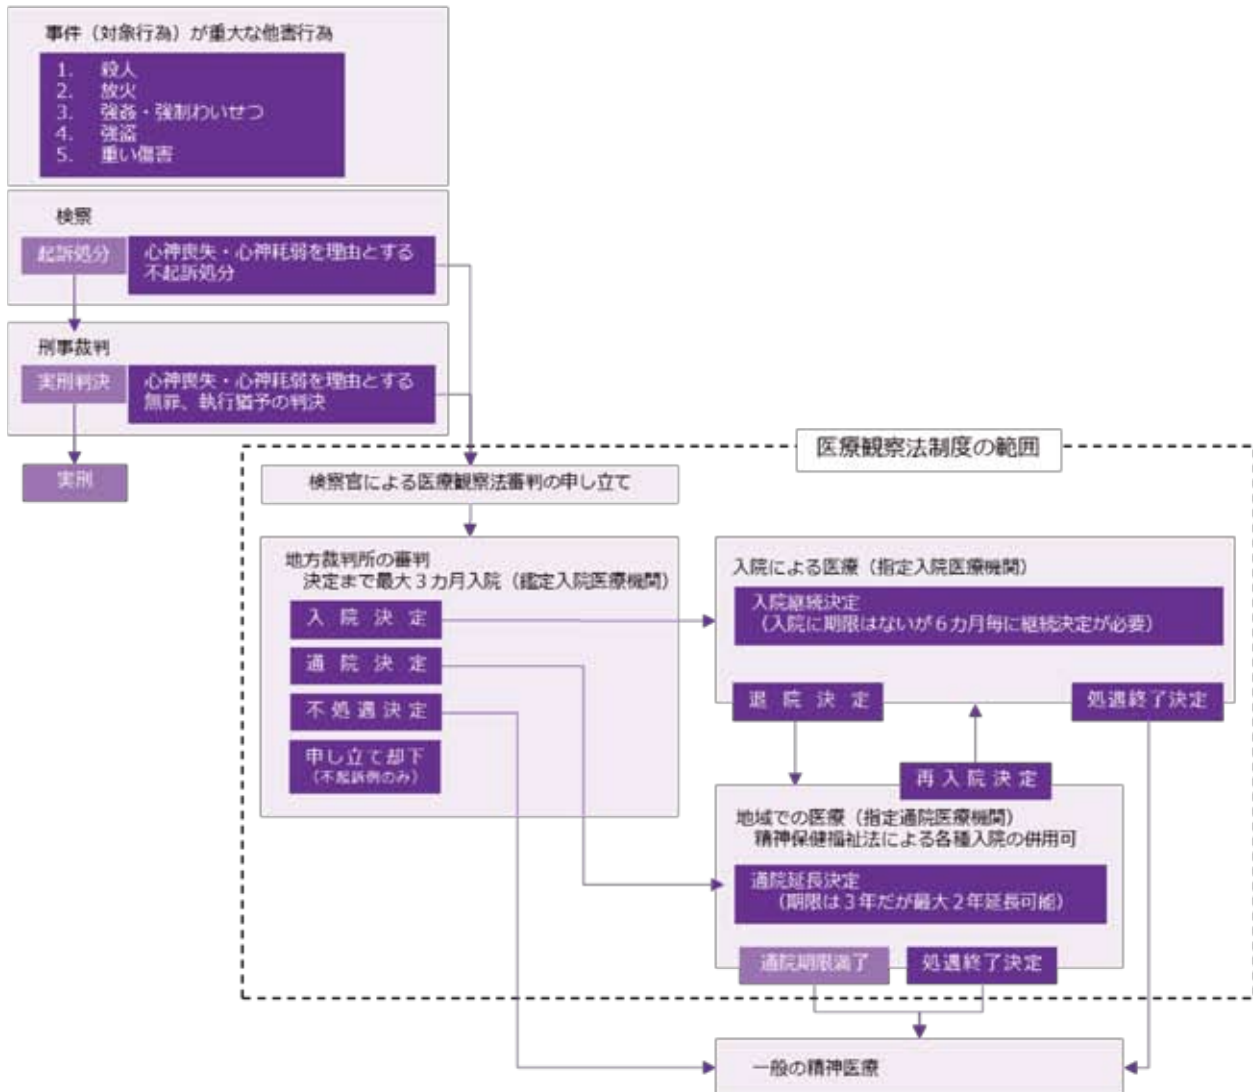 事件（対象行為）が重大な他害行為
1. 殺人
2. 放火
3. 強姦・強制わいせつ
4. 強盗
5. 重い傷害
検察
起訴処分
心神喪失・心神耗弱を理由とする
不起訴処分
刑事裁判
実刑判決
心神喪失・心神耗弱を理由とする
無罪、執行猶予の判決
実刑
医療観察法制度の範囲
検察官による医療観察法審判の申し立て
地方裁判所の審判
決定まで最大３カ月入院（鑑定入院医療機関）
入院決定
通院決定
不処遇決定
申し立て却下
（不起訴例のみ）
入院による医療（指定入院医療機関）
入院継続決定
（入院に期限はないが６カ月毎に継続決定が必要）
退院決定
処遇終了決定
再入院決定
地域での医療（指定通院医療機関）
精神保健福祉法による各種入院の併用可
通院延長決定
（期限は３年だが最大２年延長可能）
通院期限満了
処遇終了決定
一般の精神医療